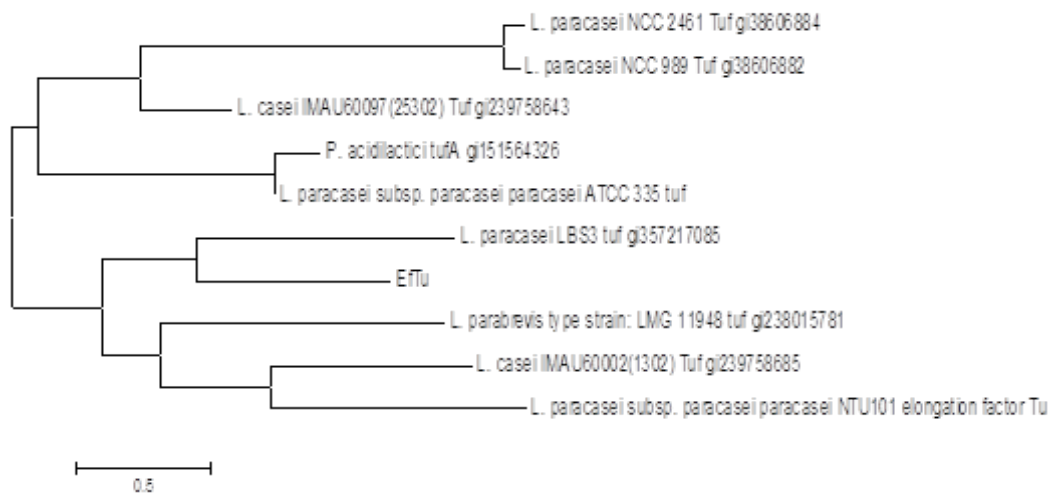 L. paracasei NCC 2461 Tuf gi38606884
L. paracasei NCC 989 Tuf gi38606882
L. casei IMAU60097(25302) Tuf gi239758643
P. acidilactici tufA gi151564326
L. paracasei subsp. paracasei paracasei ATCC 335 tuf
L. paracasei LBS3 tuf gi357217085
EfTu
L. parabrevis type strain: LMG 11948 tuf gi238015781
L. casei IMAU60002(1302) Tuf gi239758685
L. paracasei subsp. paracasei paracasei NTU101 elongation factor Tu
0.5